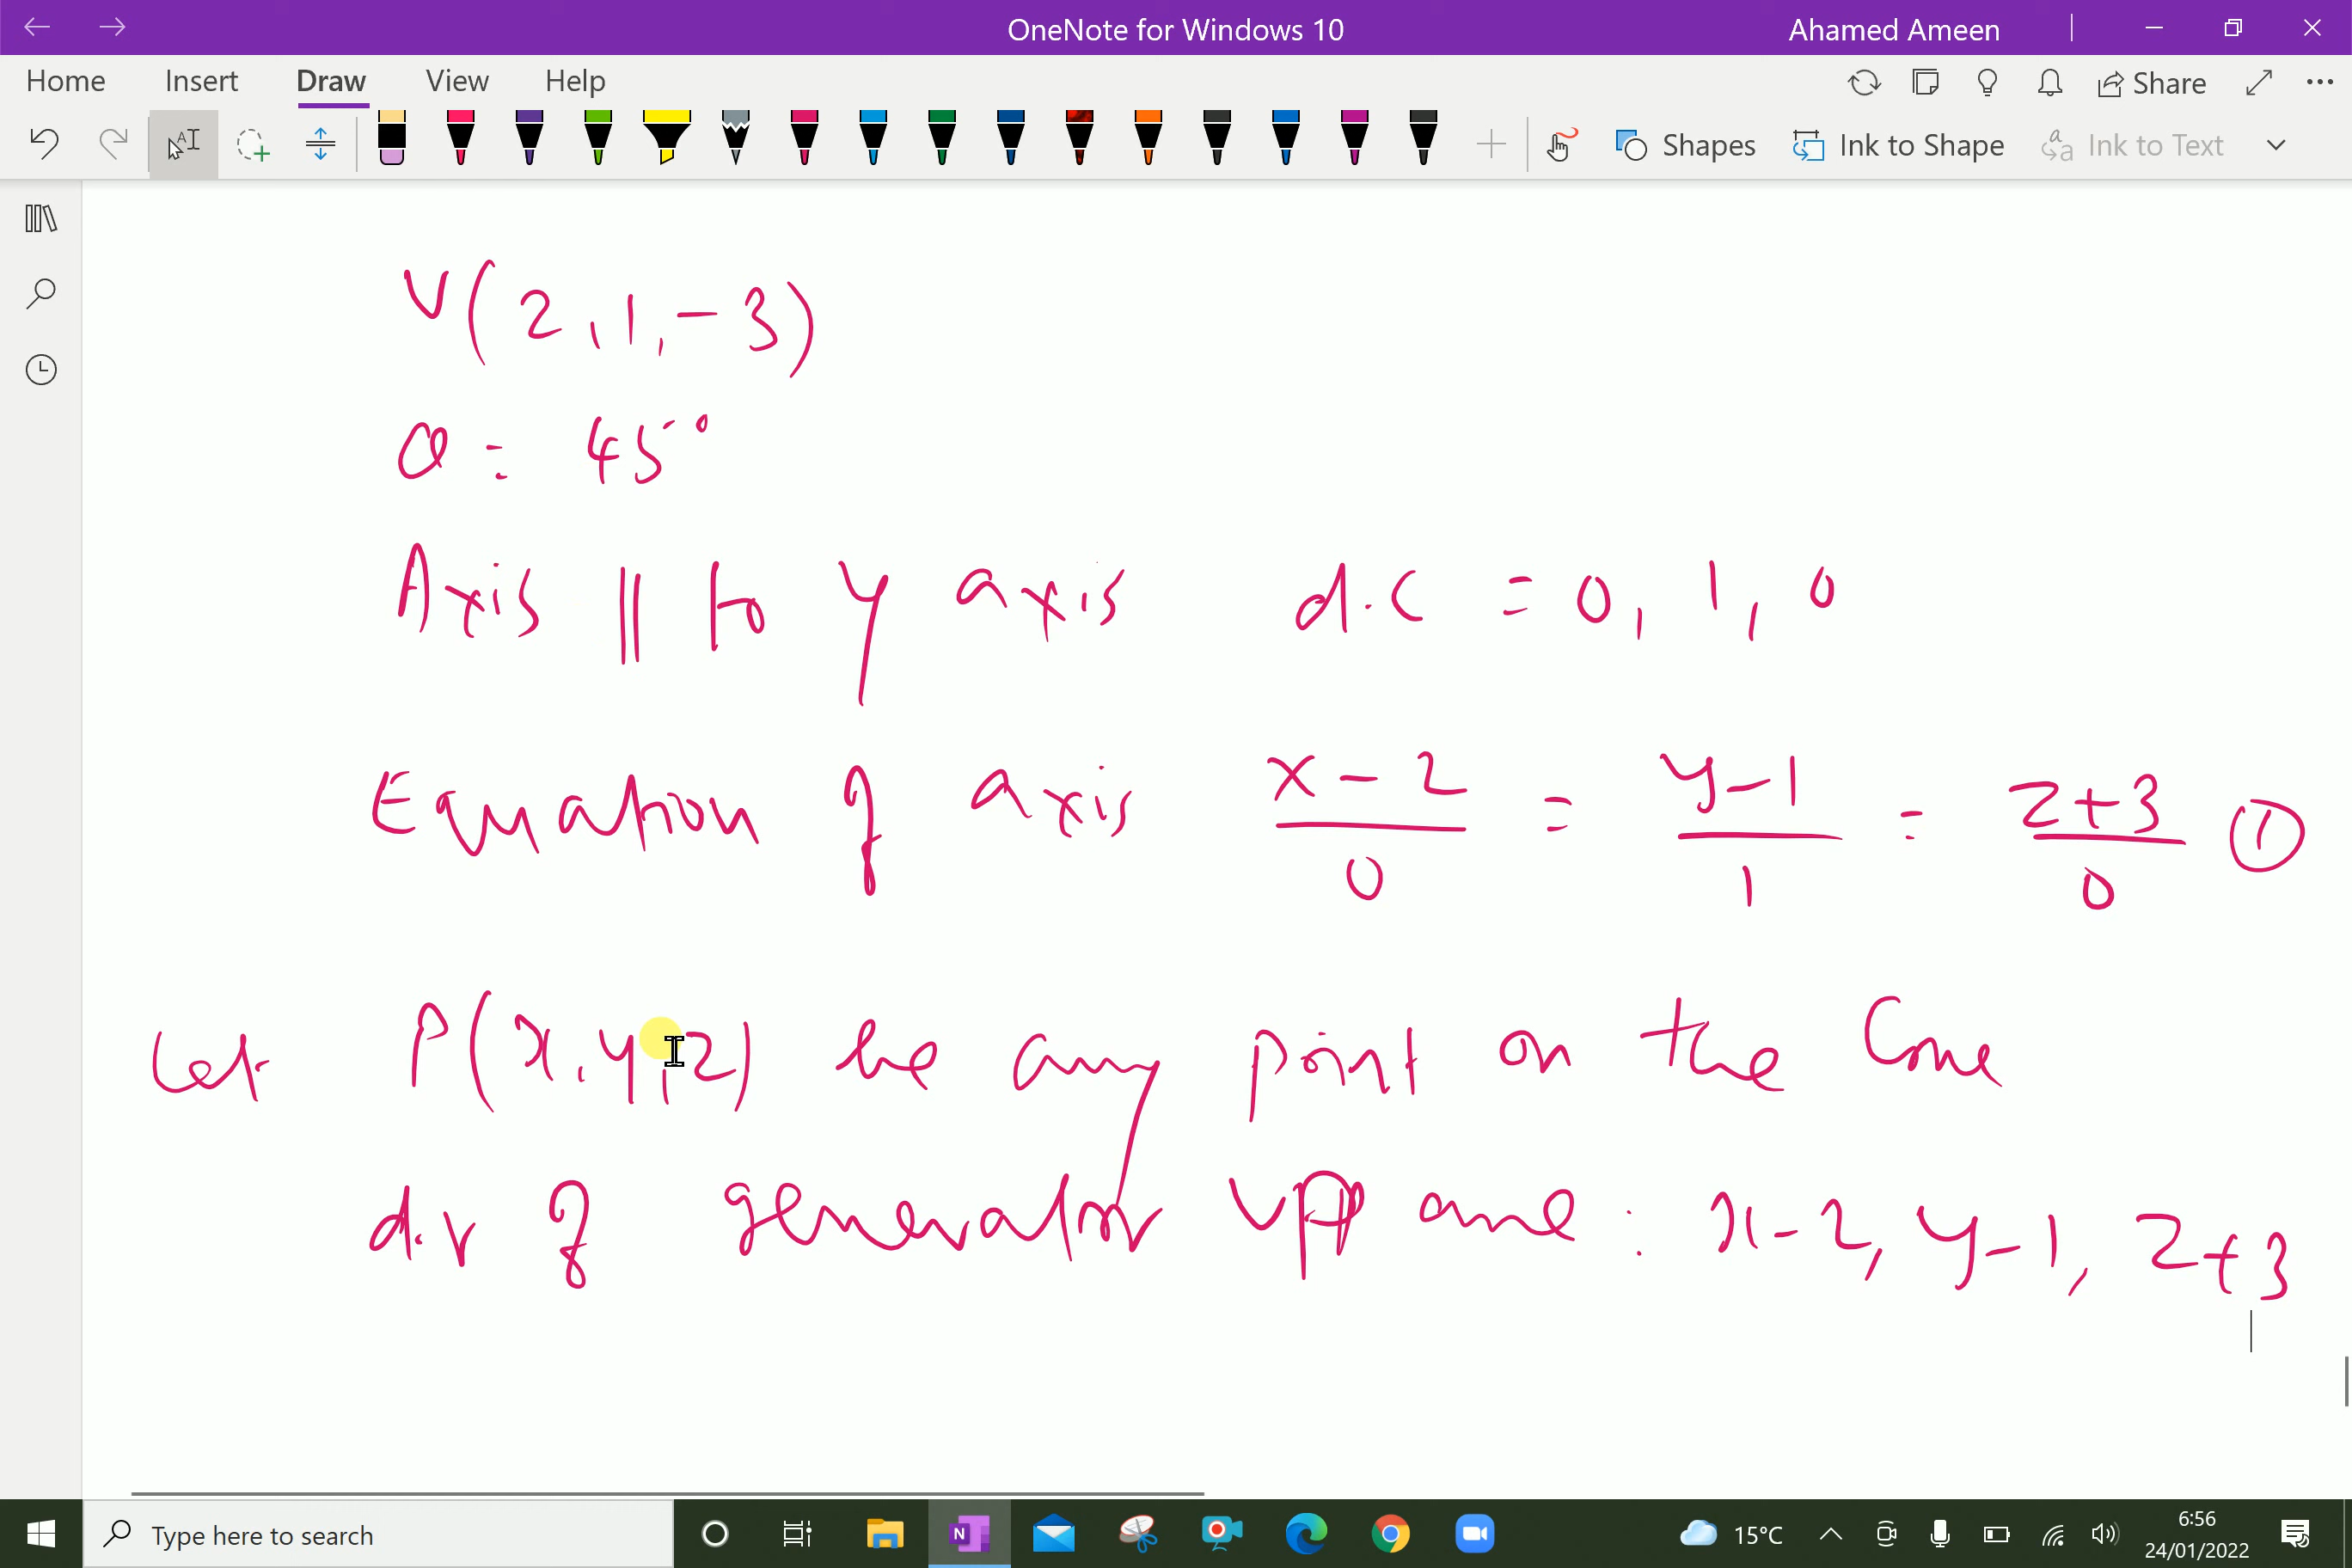 OneNote for Windows 10
Ahamed Ameen
Home Insert Draw View Help
Share
Shapes Ink to Shape Ink to Text
V(2,1,-3)
α = 45°
Axis || to y axis d.c = 0, 1, 0
Equation of axis x-2/0 = y-1/1 = z+3/0 ①
Let P(x,y,z) be any point on the Cone
d.r of generator VP are : x-2, y-1, z+3
Type here to search
15°C
6:56
24/01/2022